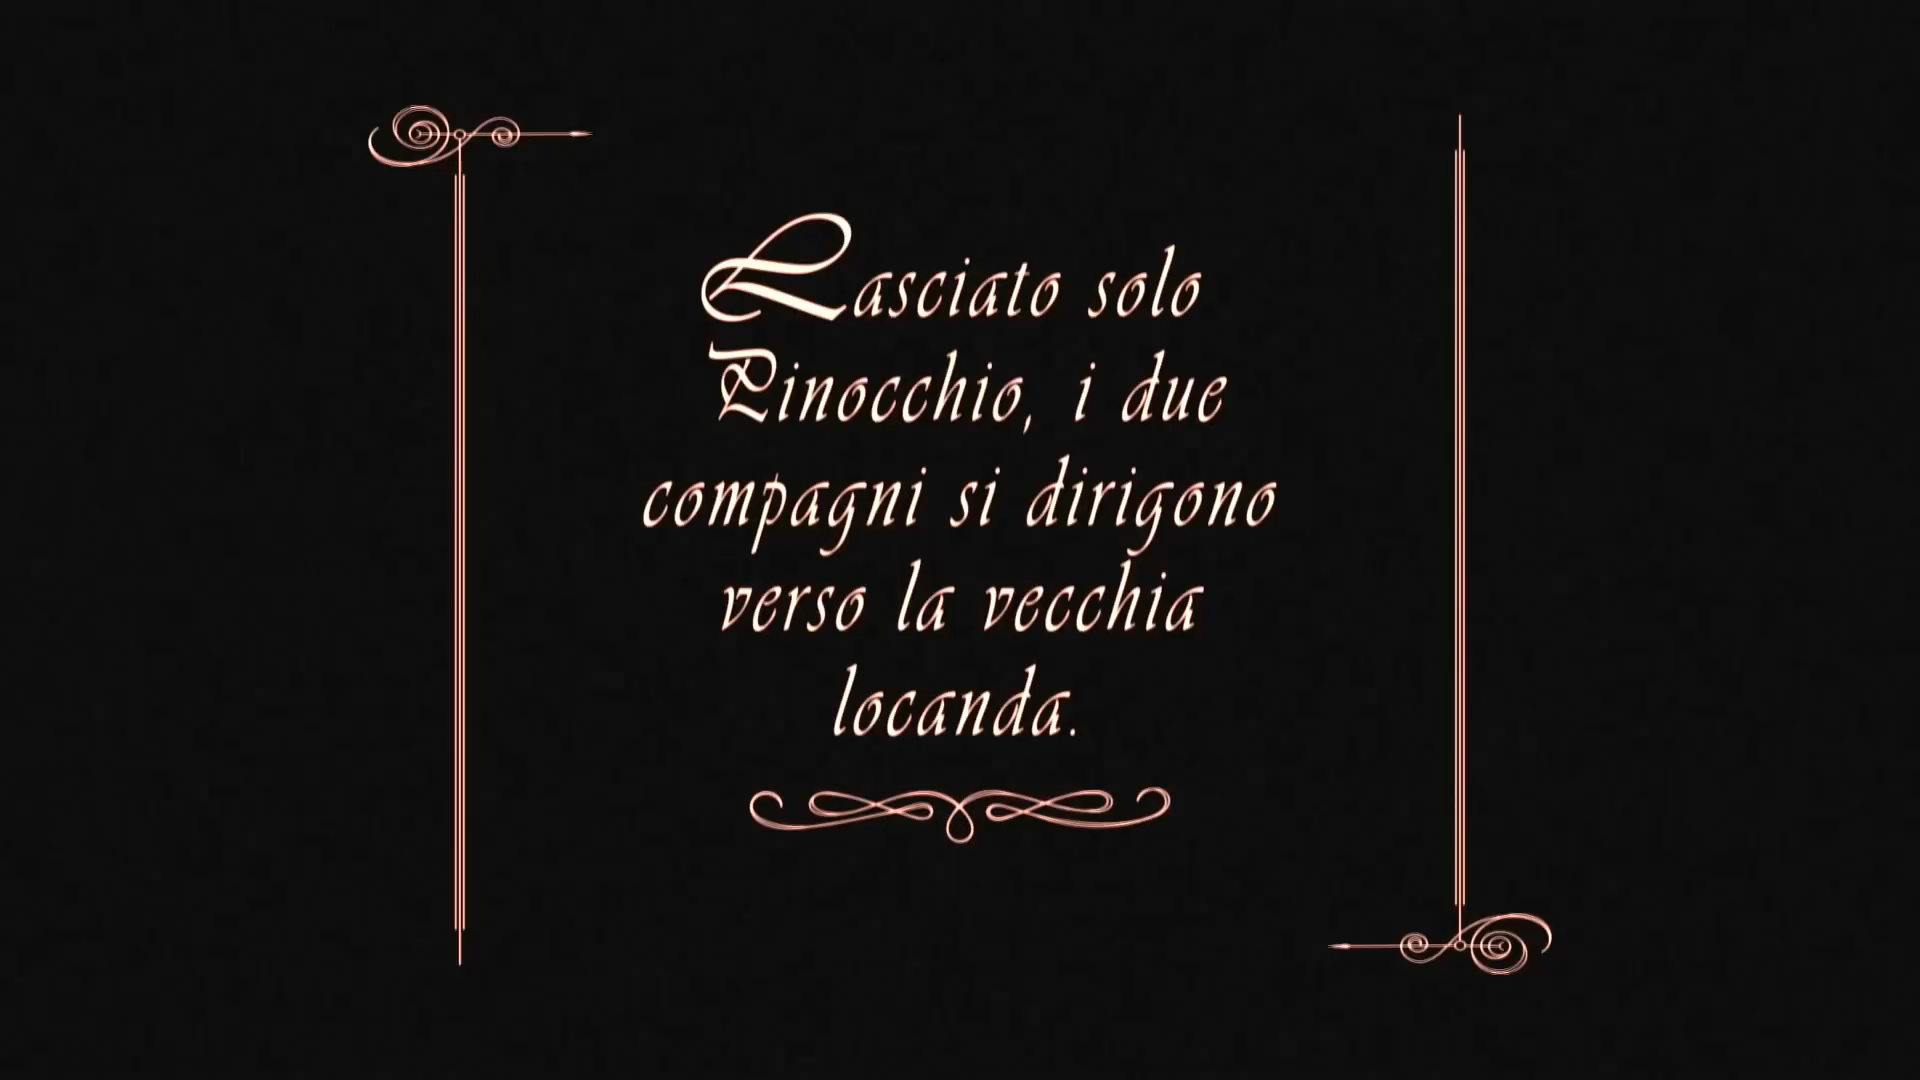 Lasciato solo
Pinocchio, i due
compagni si dirigono
verso la vecchia
locanda.